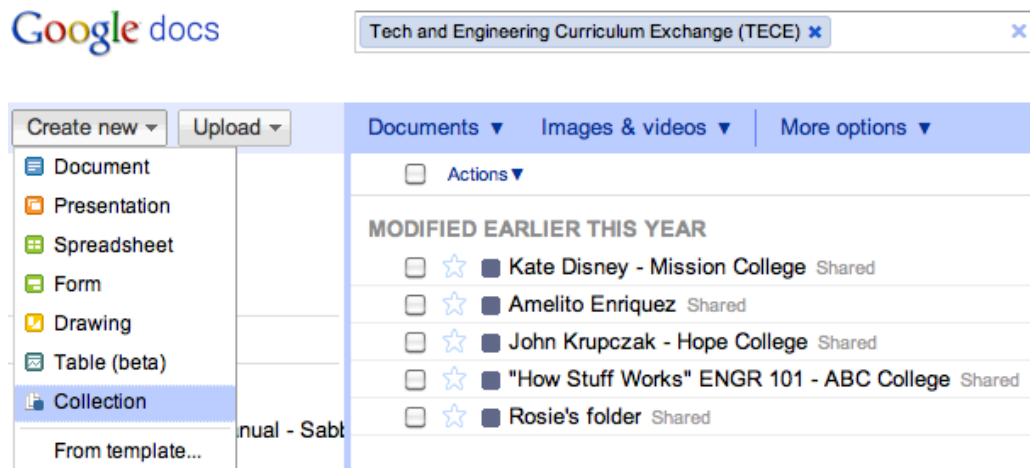 Google docs
Tech and Engineering Curriculum Exchange (TECE) ×
×
Create new ▼
Upload ▼
Documents ▼
Images & videos ▼
More options ▼
Document
Presentation
Spreadsheet
Form
Drawing
Table (beta)
Collection
From template...
nual - Sabb
Actions ▼
MODIFIED EARLIER THIS YEAR
Kate Disney - Mission College Shared
Amelito Enriquez Shared
John Krupczak - Hope College Shared
"How Stuff Works" ENGR 101 - ABC College Shared
Rosie's folder Shared